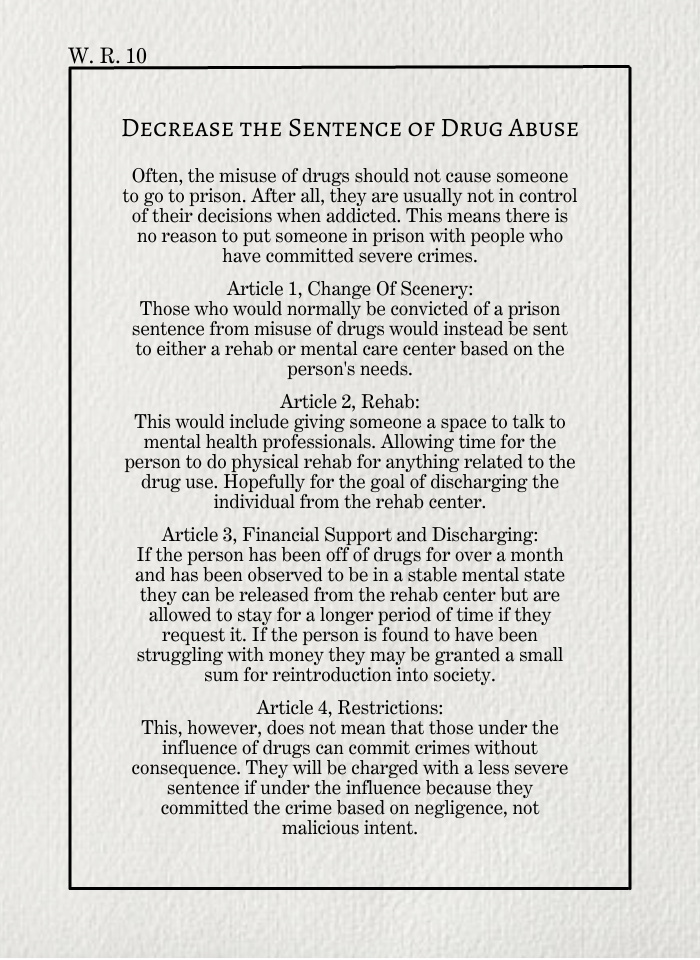 W. R. 10
Decrease the Sentence of Drug Abuse
Often, the misuse of drugs should not cause someone
to go to prison. After all, they are usually not in control
of their decisions when addicted. This means there is
no reason to put someone in prison with people who
have committed severe crimes.
Article 1, Change Of Scenery:
Those who would normally be convicted of a prison
sentence from misuse of drugs would instead be sent
to either a rehab or mental care center based on the
person's needs.
Article 2, Rehab:
This would include giving someone a space to talk to
mental health professionals. Allowing time for the
person to do physical rehab for anything related to the
drug use. Hopefully for the goal of discharging the
individual from the rehab center.
Article 3, Financial Support and Discharging:
If the person has been off of drugs for over a month
and has been observed to be in a stable mental state
they can be released from the rehab center but are
allowed to stay for a longer period of time if they
request it. If the person is found to have been
struggling with money they may be granted a small
sum for reintroduction into society.
Article 4, Restrictions:
This, however, does not mean that those under the
influence of drugs can commit crimes without
consequence. They will be charged with a less severe
sentence if under the influence because they
committed the crime based on negligence, not
malicious intent.